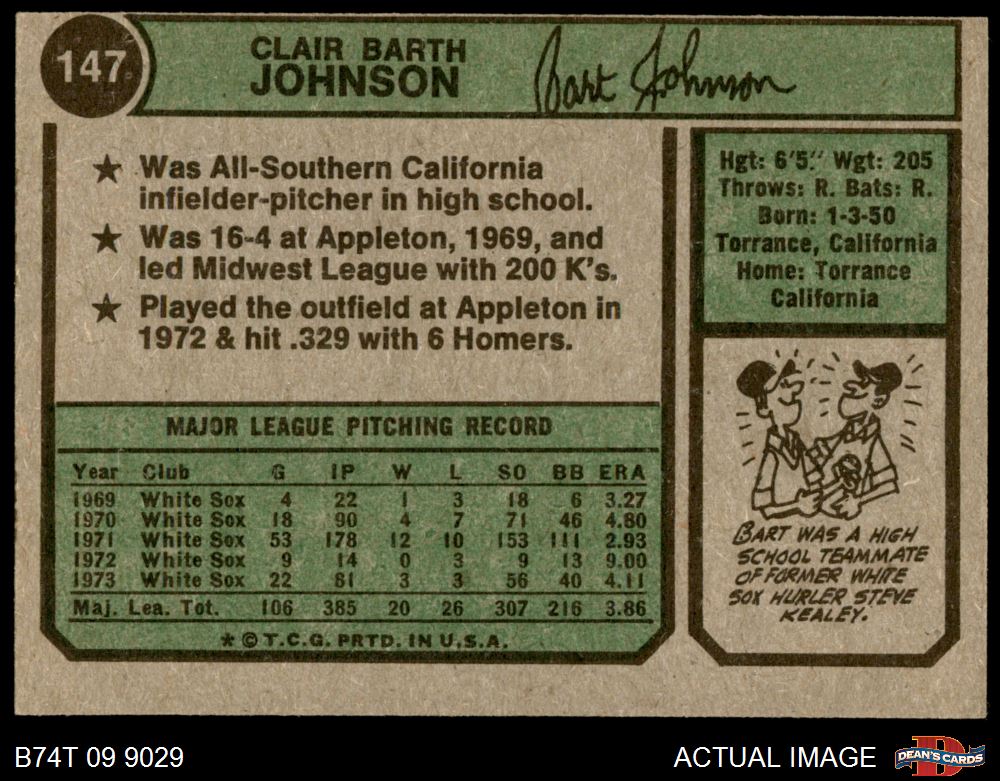 147
CLAIR BARTH
JOHNSON
Bart Johnson
★ Was All-Southern California
infielder-pitcher in high school.
★ Was 16-4 at Appleton, 1969, and
led Midwest League with 200 K's.
★ Played the outfield at Appleton in
1972 & hit .329 with 6 Homers.
Hgt: 6'5" Wgt: 205
Throws: R. Bats: R.
Born: 1-3-50
Torrance, California
Home: Torrance
California
MAJOR LEAGUE PITCHING RECORD
Year Club G IP W L SO BB ERA
1969 White Sox 4 22 1 3 18 6 3.27
1970 White Sox 18 90 4 7 71 46 4.80
1971 White Sox 53 178 12 10 153 111 2.93
1972 White Sox 9 14 0 3 9 13 9.00
1973 White Sox 22 81 3 3 56 40 4.11
Maj. Lea. Tot. 106 385 20 26 307 216 3.86
★ © T.C.G. PRTD. IN U.S.A.
BART WAS A HIGH
SCHOOL TEAMMATE
OF FORMER WHITE
SOX HURLER STEVE
KEALEY.
B74T 09 9029
ACTUAL IMAGE
D
DEAN'S CARDS